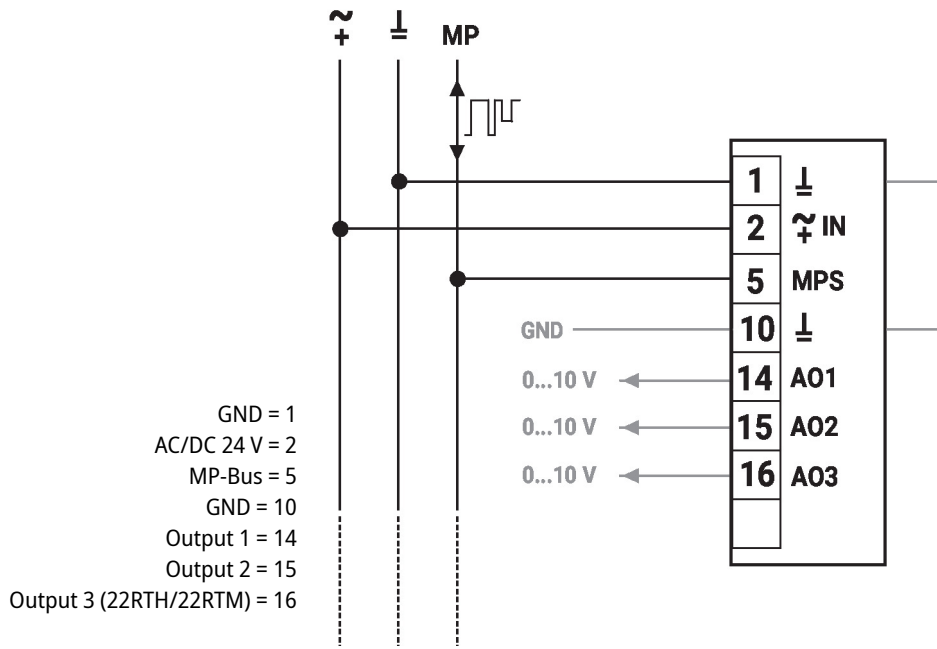 ~
+ ⊥ MP
1 ⊥
2 ~
+ IN
5 MPS
GND 10 ⊥
0...10 V 14 AO1
0...10 V 15 AO2
0...10 V 16 AO3
GND = 1
AC/DC 24 V = 2
MP-Bus = 5
GND = 10
Output 1 = 14
Output 2 = 15
Output 3 (22RTH/22RTM) = 16